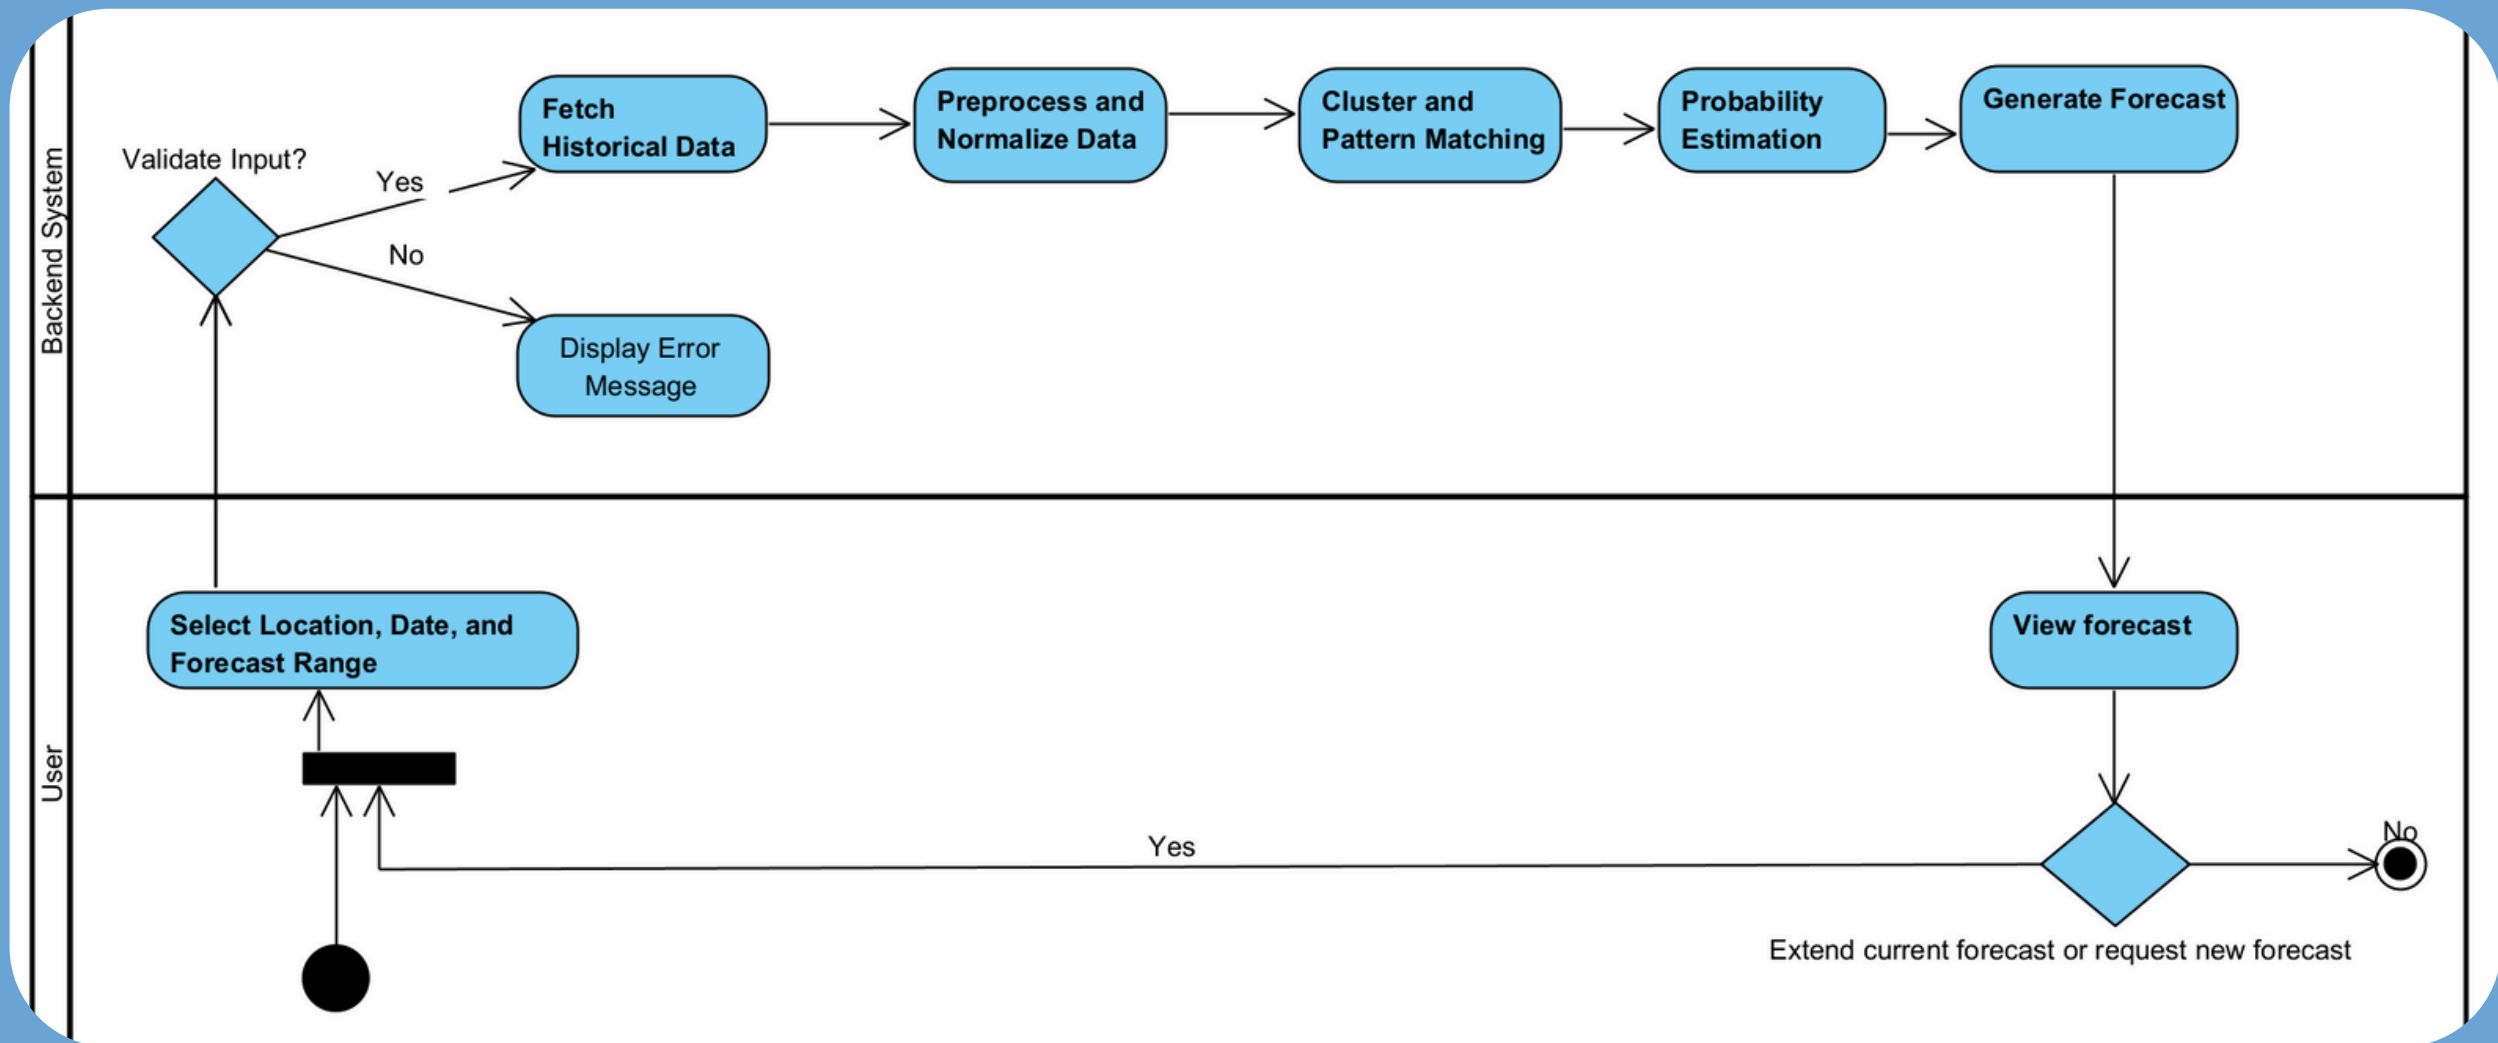 Backend System
Validate Input?
Yes
No
Fetch
Historical Data
Display Error
Message
Preprocess and
Normalize Data
Cluster and
Pattern Matching
Probability
Estimation
Generate Forecast
User
Select Location, Date, and
Forecast Range
View forecast
Yes
No
Extend current forecast or request new forecast